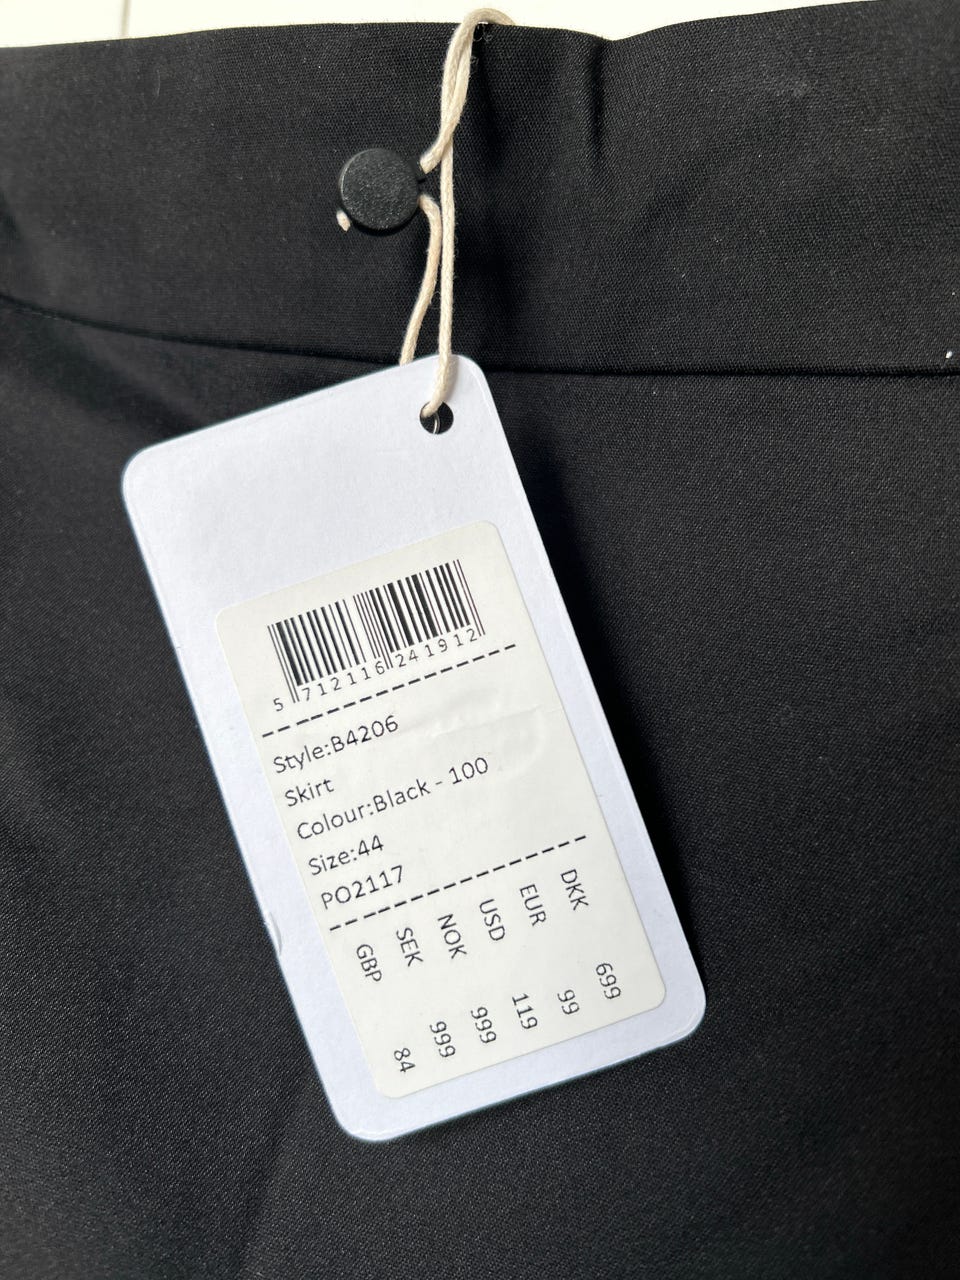 5 712116 241912
Style:B4206
Skirt
Colour:Black - 100
Size:44
PO2117
DKK 699
EUR 99
USD 119
NOK 999
SEK 999
GBP 84